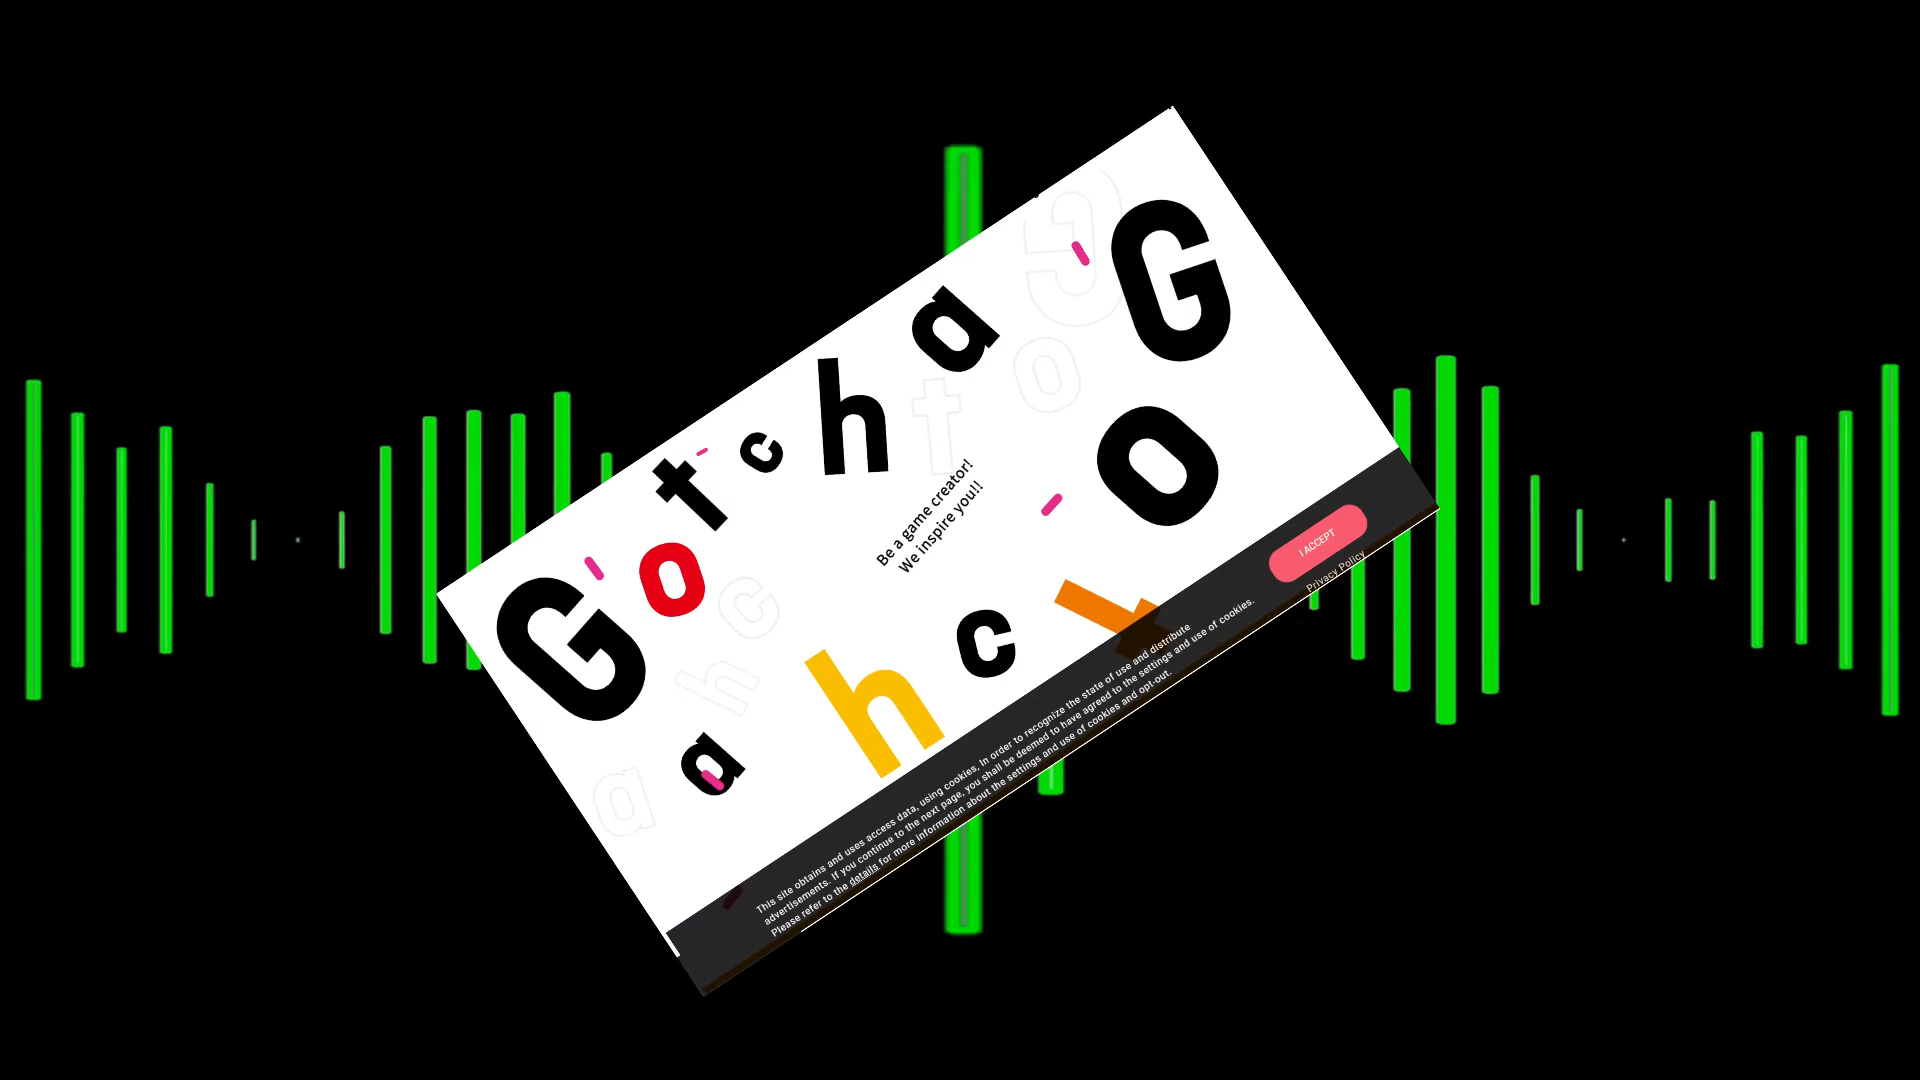 Gotcha
Gotcha
Be a game creator!
We inspire you!!
Gotcha
This site obtains and uses access data, using cookies, in order to recognize the state of use and distribute
advertisements. If you continue to the next page, you shall be deemed to have agreed to the settings and use of cookies.
Please refer to the details for more information about the settings and use of cookies and opt-out.
I ACCEPT
Privacy Policy